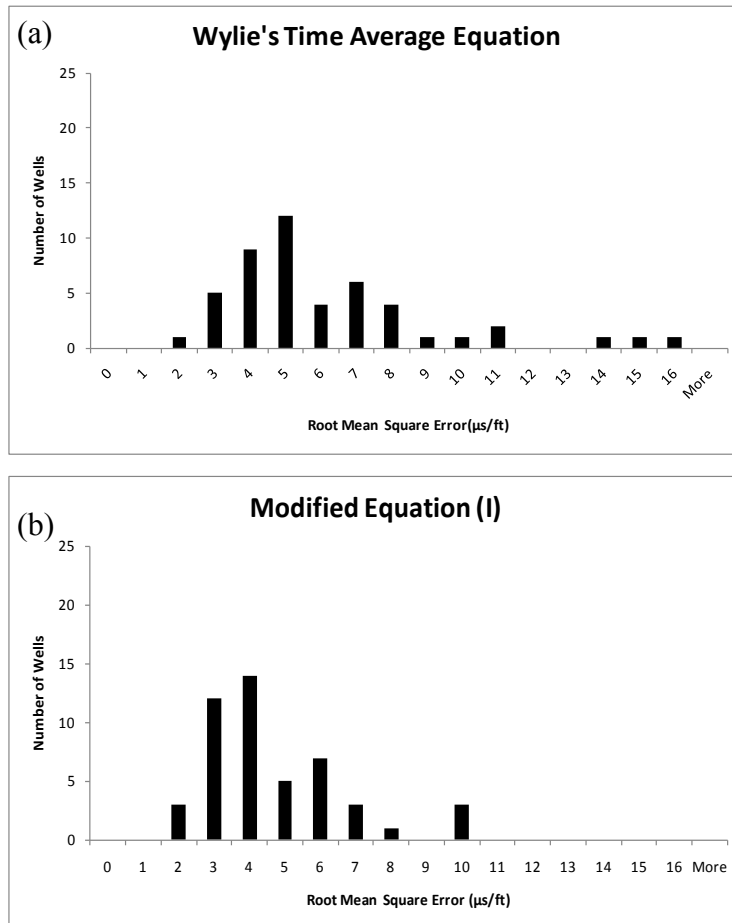 (a)
Wylie's Time Average Equation
25
20
15
10
5
0
Number of Wells
0 1 2 3 4 5 6 7 8 9 10 11 12 13 14 15 16 More
Root Mean Square Error(µs/ft)
(b)
Modified Equation (I)
25
20
15
10
5
0
Number of Wells
0 1 2 3 4 5 6 7 8 9 10 11 12 13 14 15 16 More
Root Mean Square Error (µs/ft)